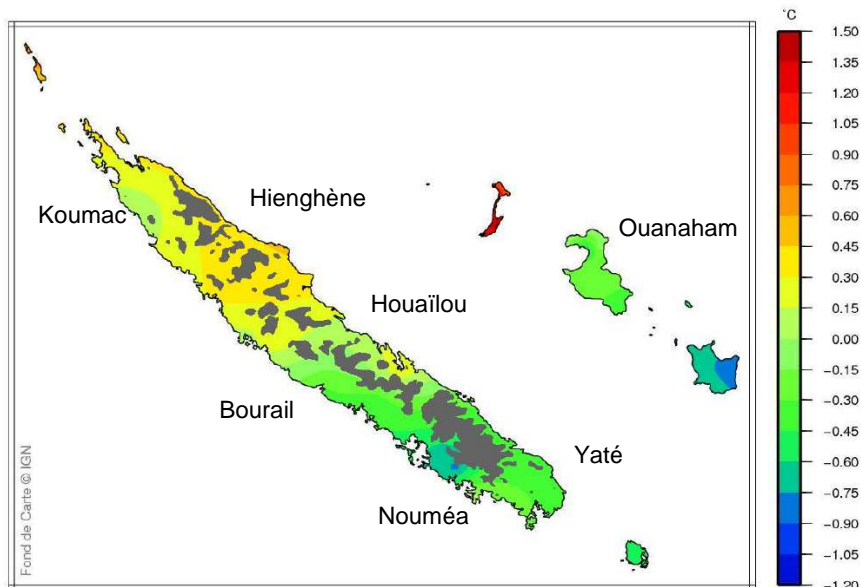 °C
1.50
1.35
1.20
1.05
0.90
0.75
0.60
0.45
0.30
0.15
0.00
−0.15
−0.30
−0.45
−0.60
−0.75
−0.90
−1.05
−1.20
Hienghène
Koumac
Ouanaham
Houaïlou
Bourail
Yaté
Nouméa
Fond de Carte © IGN